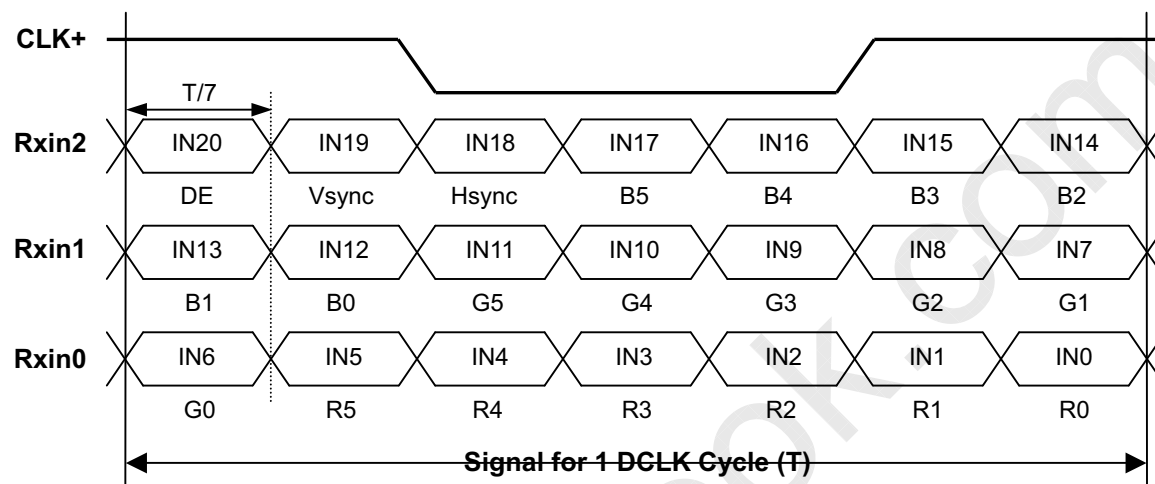 CLK+
T/7
Rxin2 IN20 IN19 IN18 IN17 IN16 IN15 IN14
DE Vsync Hsync B5 B4 B3 B2
Rxin1 IN13 IN12 IN11 IN10 IN9 IN8 IN7
B1 B0 G5 G4 G3 G2 G1
Rxin0 IN6 IN5 IN4 IN3 IN2 IN1 IN0
G0 R5 R4 R3 R2 R1 R0
Signal for 1 DCLK Cycle (T)
ok.com